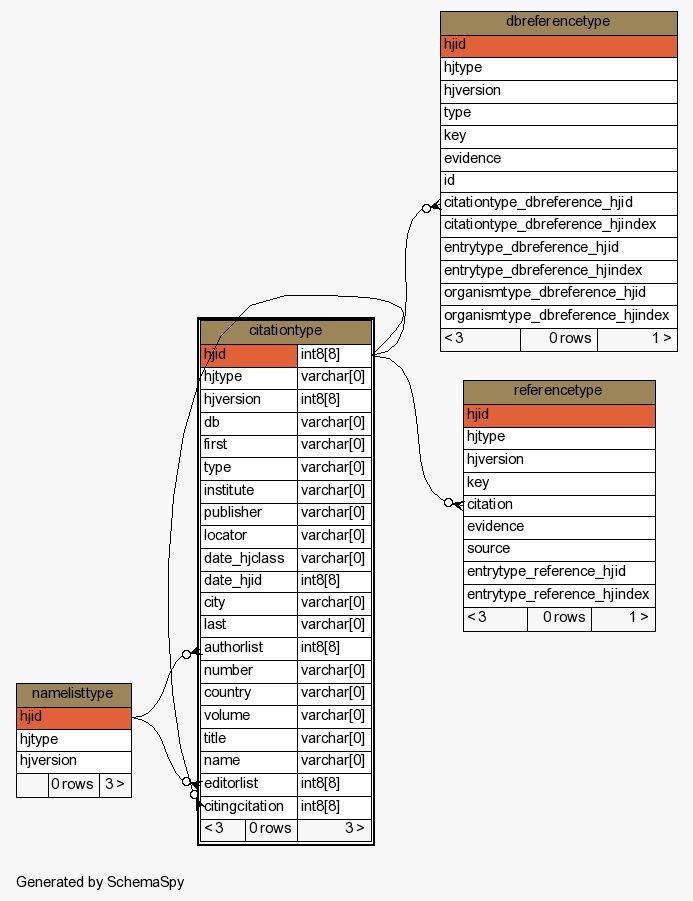 dbreferencetype
hjid
hjtype
hjversion
type
key
evidence
id
citationtype_dbreference_hjid
citationtype_dbreference_hjindex
entrytype_dbreference_hjid
entrytype_dbreference_hjindex
organismtype_dbreference_hjid
organismtype_dbreference_hjindex
< 3 0 rows 1 >
citationtype
hjid int8[8]
hjtype varchar[0]
hjversion int8[8]
db varchar[0]
first varchar[0]
type varchar[0]
institute varchar[0]
publisher varchar[0]
locator varchar[0]
date_hjclass varchar[0]
date_hjid int8[8]
city varchar[0]
last varchar[0]
authorlist int8[8]
number varchar[0]
country varchar[0]
volume varchar[0]
title varchar[0]
name varchar[0]
editorlist int8[8]
citingcitation int8[8]
< 3 0 rows 3 >
referencetype
hjid
hjtype
hjversion
key
citation
evidence
source
entrytype_reference_hjid
entrytype_reference_hjindex
< 3 0 rows 1 >
namelisttype
hjid
hjtype
hjversion
0 rows 3 >
Generated by SchemaSpy